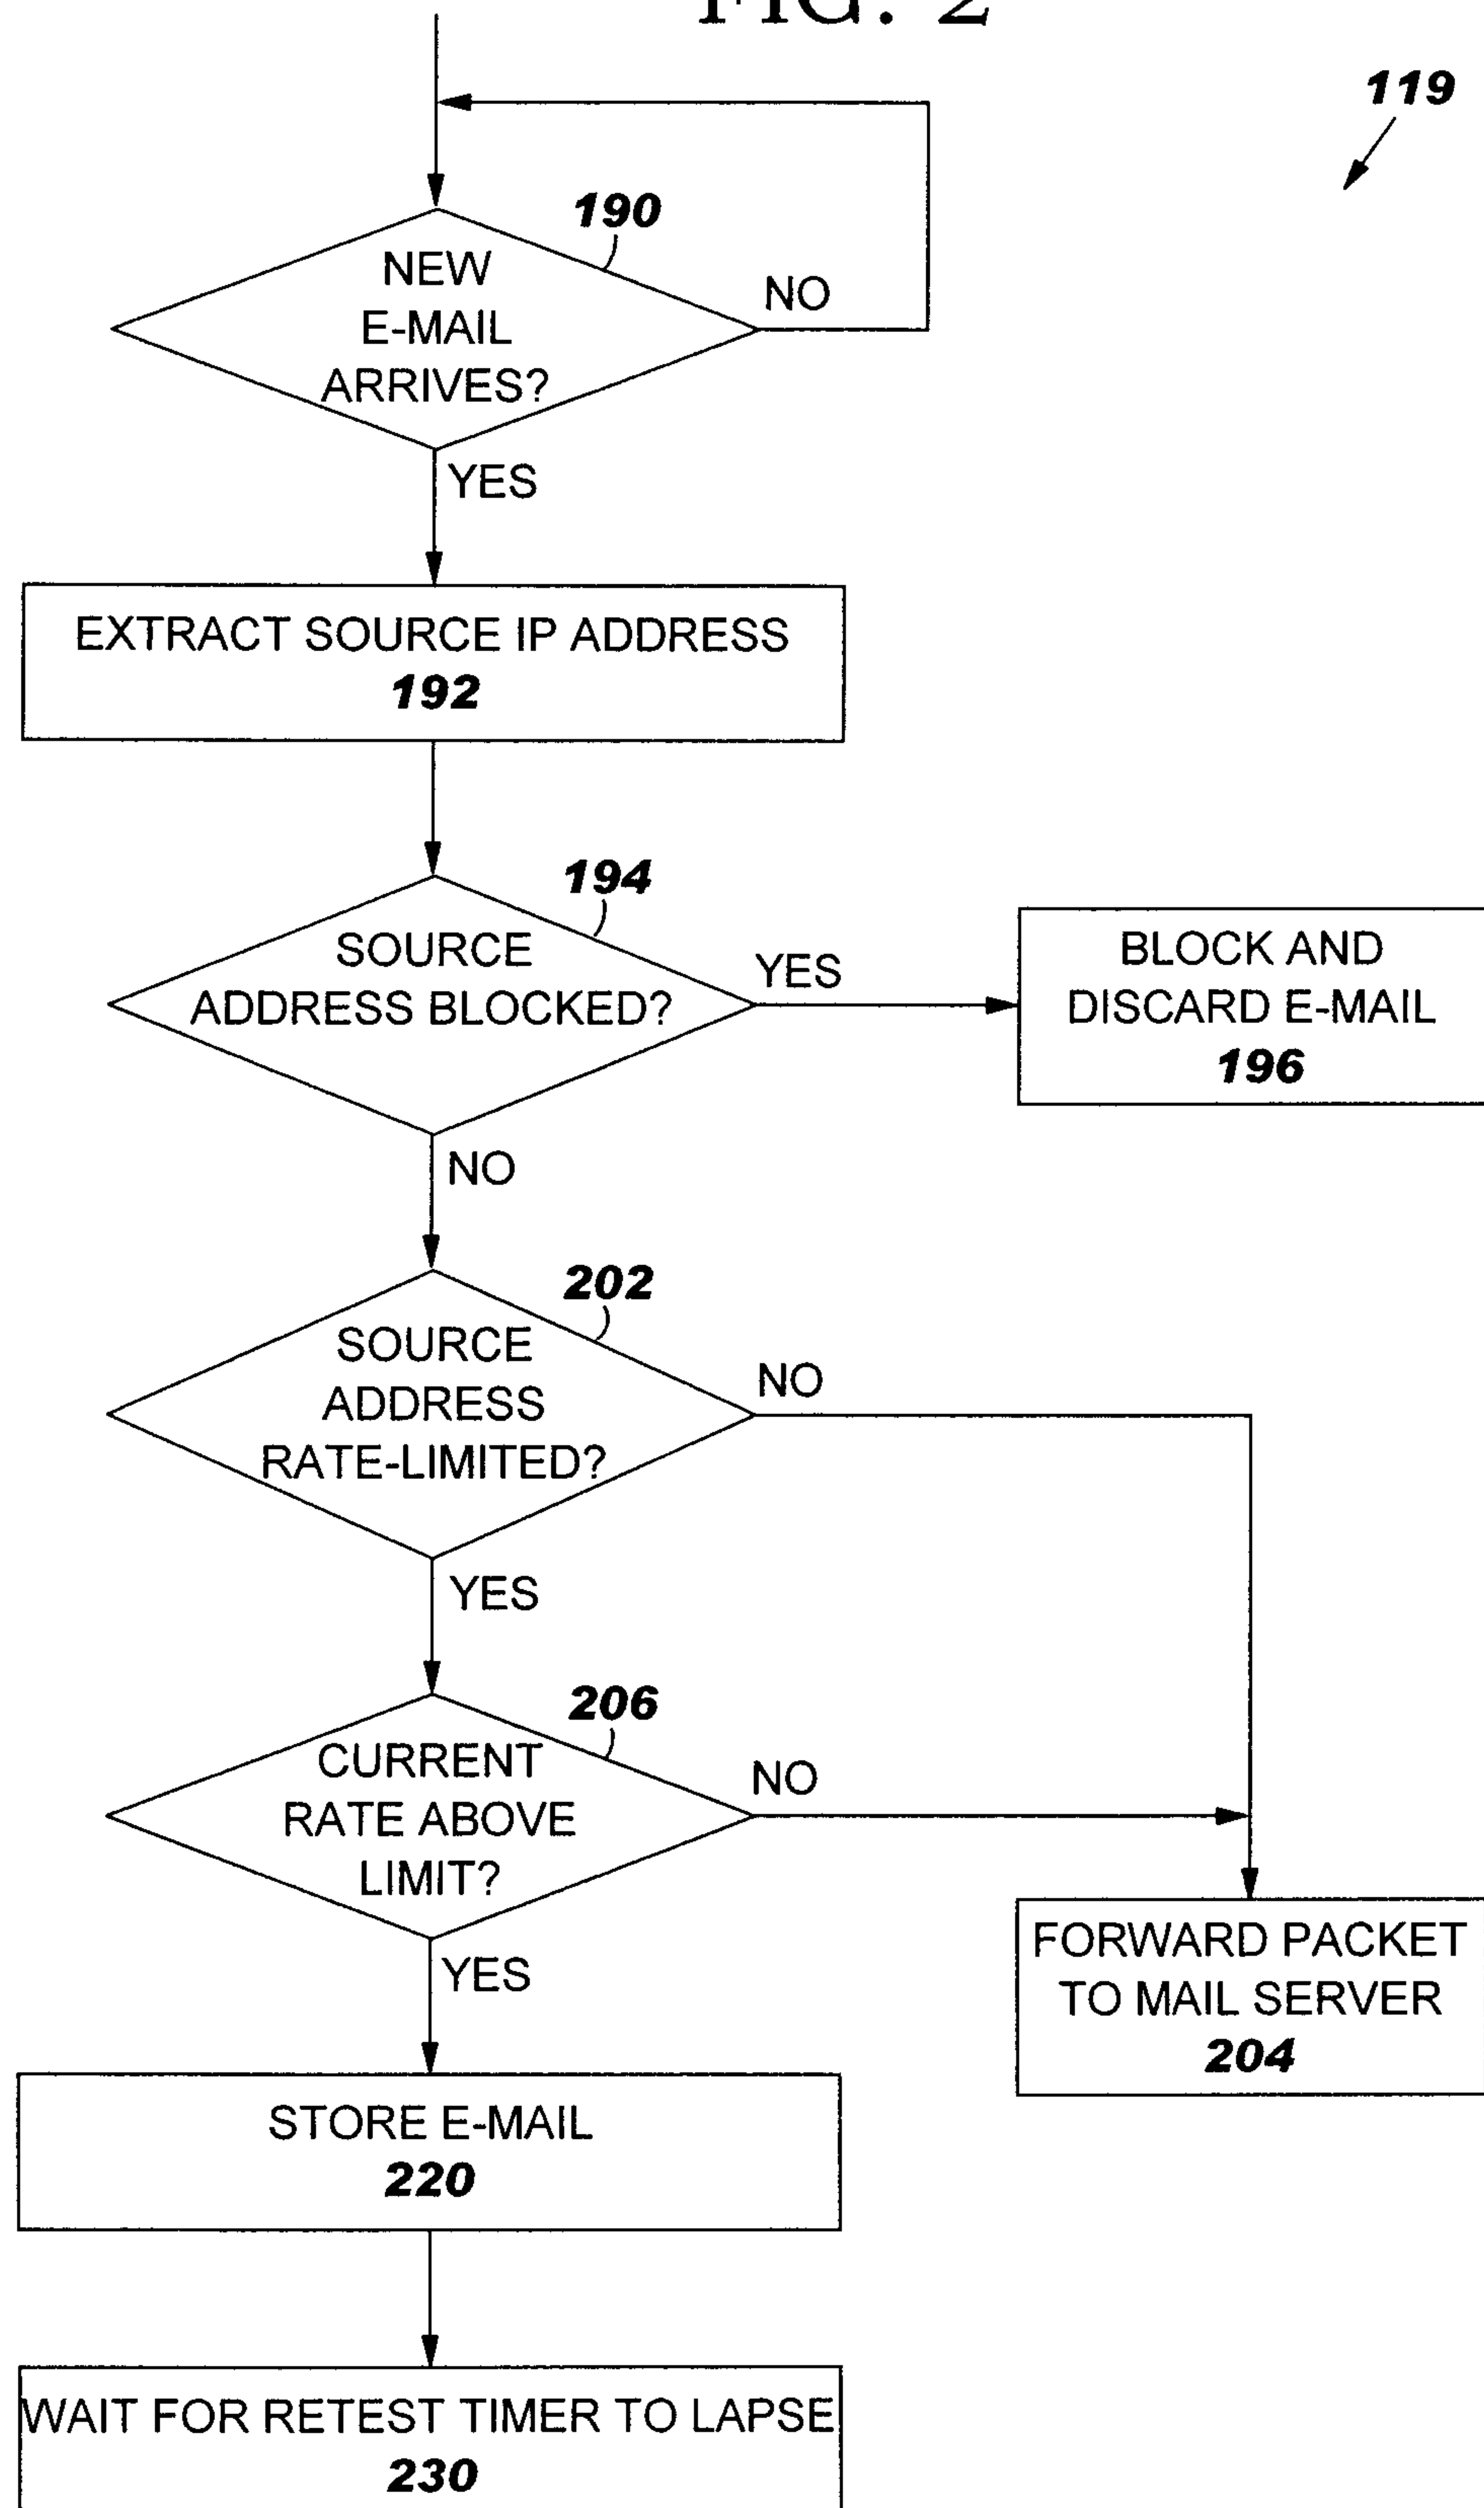 FIG. 2
119
190
NEW
E-MAIL
ARRIVES?
NO
YES
EXTRACT SOURCE IP ADDRESS
192
194
SOURCE
ADDRESS BLOCKED?
YES
BLOCK AND
DISCARD E-MAIL
196
NO
202
SOURCE
ADDRESS
RATE-LIMITED?
NO
YES
206
CURRENT
RATE ABOVE
LIMIT?
NO
YES
FORWARD PACKET
TO MAIL SERVER
204
STORE E-MAIL
220
WAIT FOR RETEST TIMER TO LAPSE
230